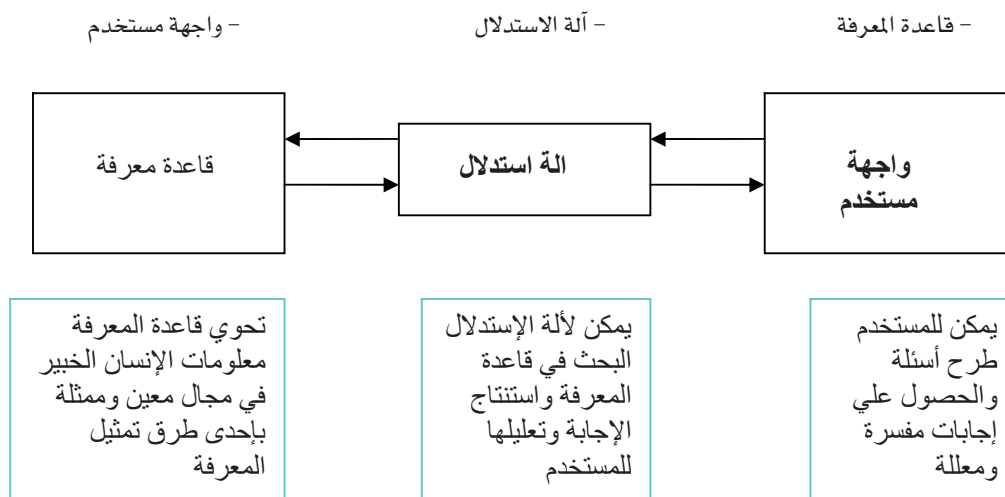 - قاعدة المعرفة
- آلة الاستدلال
- واجهة مستخدم
واجهة
مستخدم
الة استدلال
قاعدة معرفة
يمكن للمستخدم
طرح أسئلة
والحصول علي
إجابات مفسرة
ومعللة
يمكن لألة الإستدلال
البحث في قاعدة
المعرفة واستنتاج
الإجابة وتعليلها
للمستخدم
تحوي قاعدة المعرفة
معلومات الإنسان الخبير
في مجال معين وممثلة
بإحدى طرق تمثيل
المعرفة